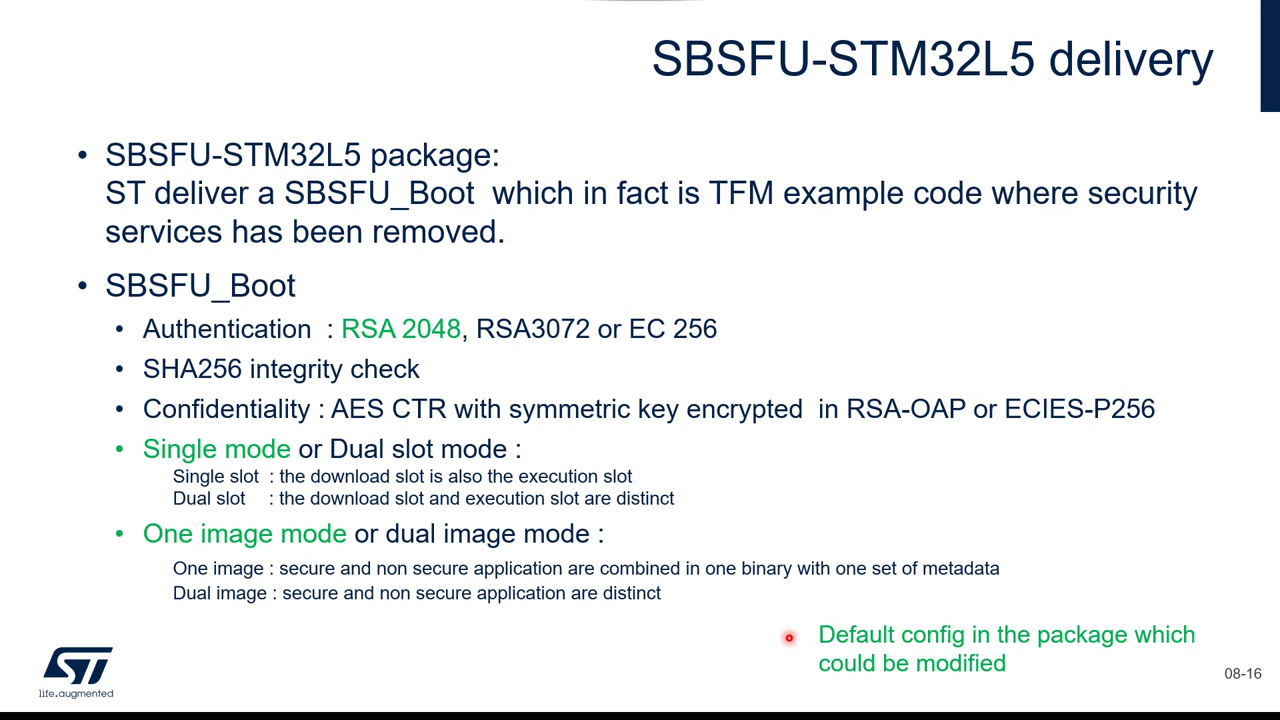 SBSFU-STM32L5 delivery
• SBSFU-STM32L5 package:
ST deliver a SBSFU_Boot which in fact is TFM example code where security
services has been removed.
• SBSFU_Boot
• Authentication : RSA 2048, RSA3072 or EC 256
• SHA256 integrity check
• Confidentiality : AES CTR with symmetric key encrypted in RSA-OAP or ECIES-P256
• Single mode or Dual slot mode :
Single slot : the download slot is also the execution slot
Dual slot : the download slot and execution slot are distinct
• One image mode or dual image mode :
One image : secure and non secure application are combined in one binary with one set of metadata
Dual image : secure and non secure application are distinct
Default config in the package which
could be modified
ST
life.augmented
08-16